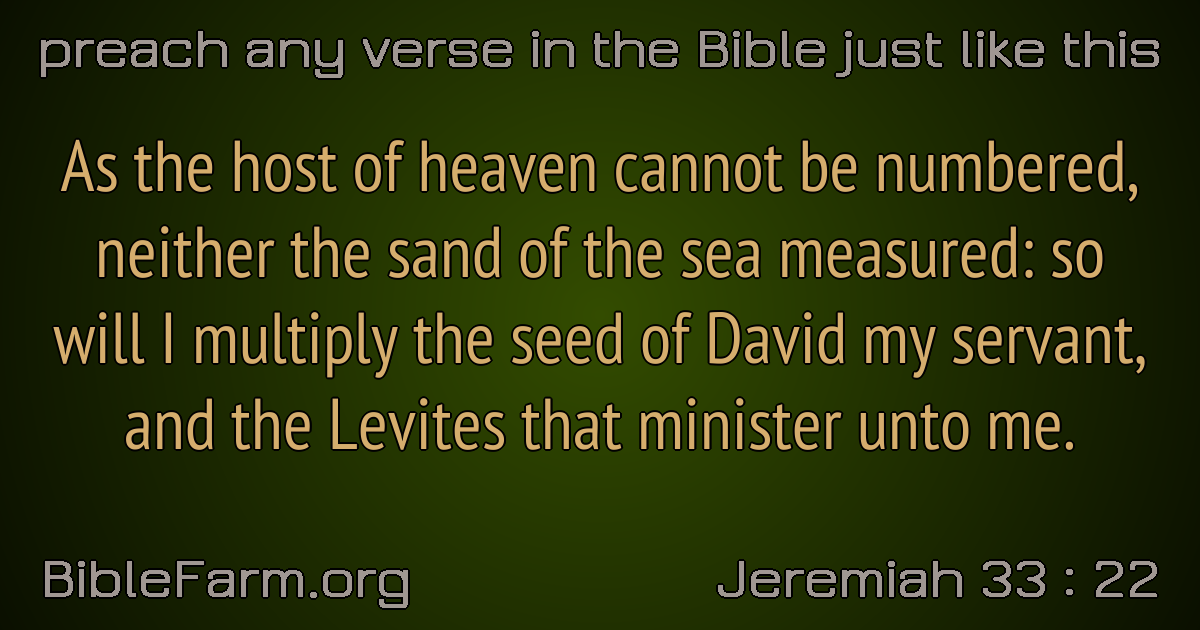 preach any verse in the Bible just like this
As the host of heaven cannot be numbered,
neither the sand of the sea measured: so
will I multiply the seed of David my servant,
and the Levites that minister unto me.
BibleFarm.org
Jeremiah 33 : 22